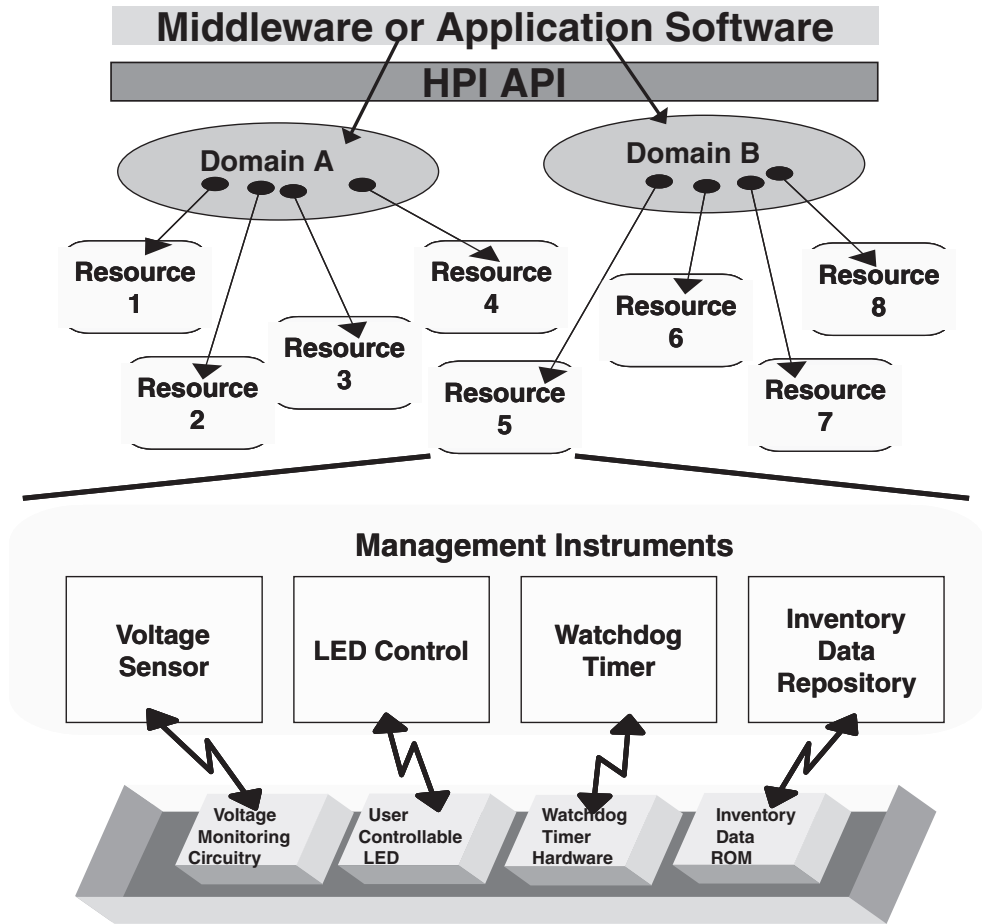 Middleware or Application Software
HPI API
Domain A
Domain B
Resource
1
Resource
2
Resource
3
Resource
4
Resource
5
Resource
6
Resource
7
Resource
8
Management Instruments
Voltage
Sensor
LED Control
Watchdog
Timer
Inventory
Data
Repository
Voltage
Monitoring
Circuitry
User
Controllable
LED
Watchdog
Timer
Hardware
Inventory
Data
ROM